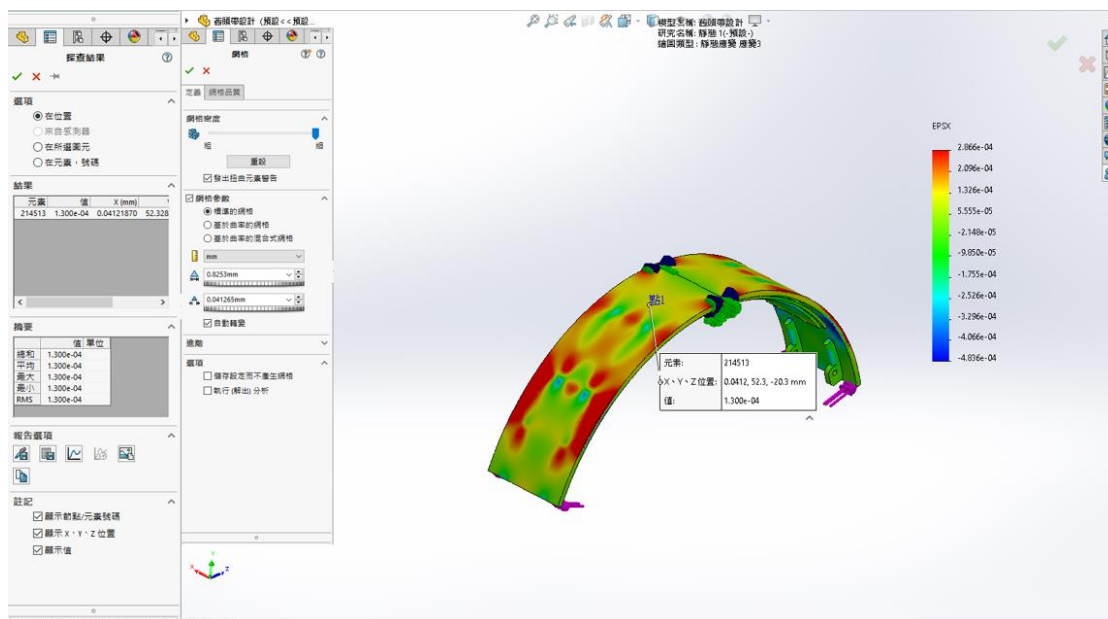 舊頭帶設計 (預設<<預設...
探查結果
選項
在位置
來自感測器
在所選圖元
在元素，號碼
結果
元素 值 X (mm)
214513 1.300e-04 0.04121870 52.328
摘要
值 單位
總和 1.300e-04
平均 1.300e-04
最大 1.300e-04
最小 1.300e-04
RMS 1.300e-04
報告選項
註記
顯示節點/元素號碼
顯示 X、Y、Z 位置
顯示值
網格
定義 網格品質
網格密度
粗 細
重設
發出扭曲元素警告
網格參數
標準的網格
基於曲率的網格
基於曲率的混合式網格
mm
0.8253mm
0.041265mm
自動轉變
進階
選項
儲存設定而不產生網格
執行 (解出) 分析
模型名稱: 舊頭帶設計
研究名稱: 靜態 1(-預設-)
繪圖類型: 靜態應變 應變3
點1
元素: 214513
X、Y、Z 位置: 0.0412, 52.3, -20.3 mm
值: 1.300e-04
EPSX
2.866e-04
2.096e-04
1.326e-04
5.555e-05
-2.148e-05
-9.850e-05
-1.755e-04
-2.526e-04
-3.296e-04
-4.066e-04
-4.836e-04
Y
X
Z